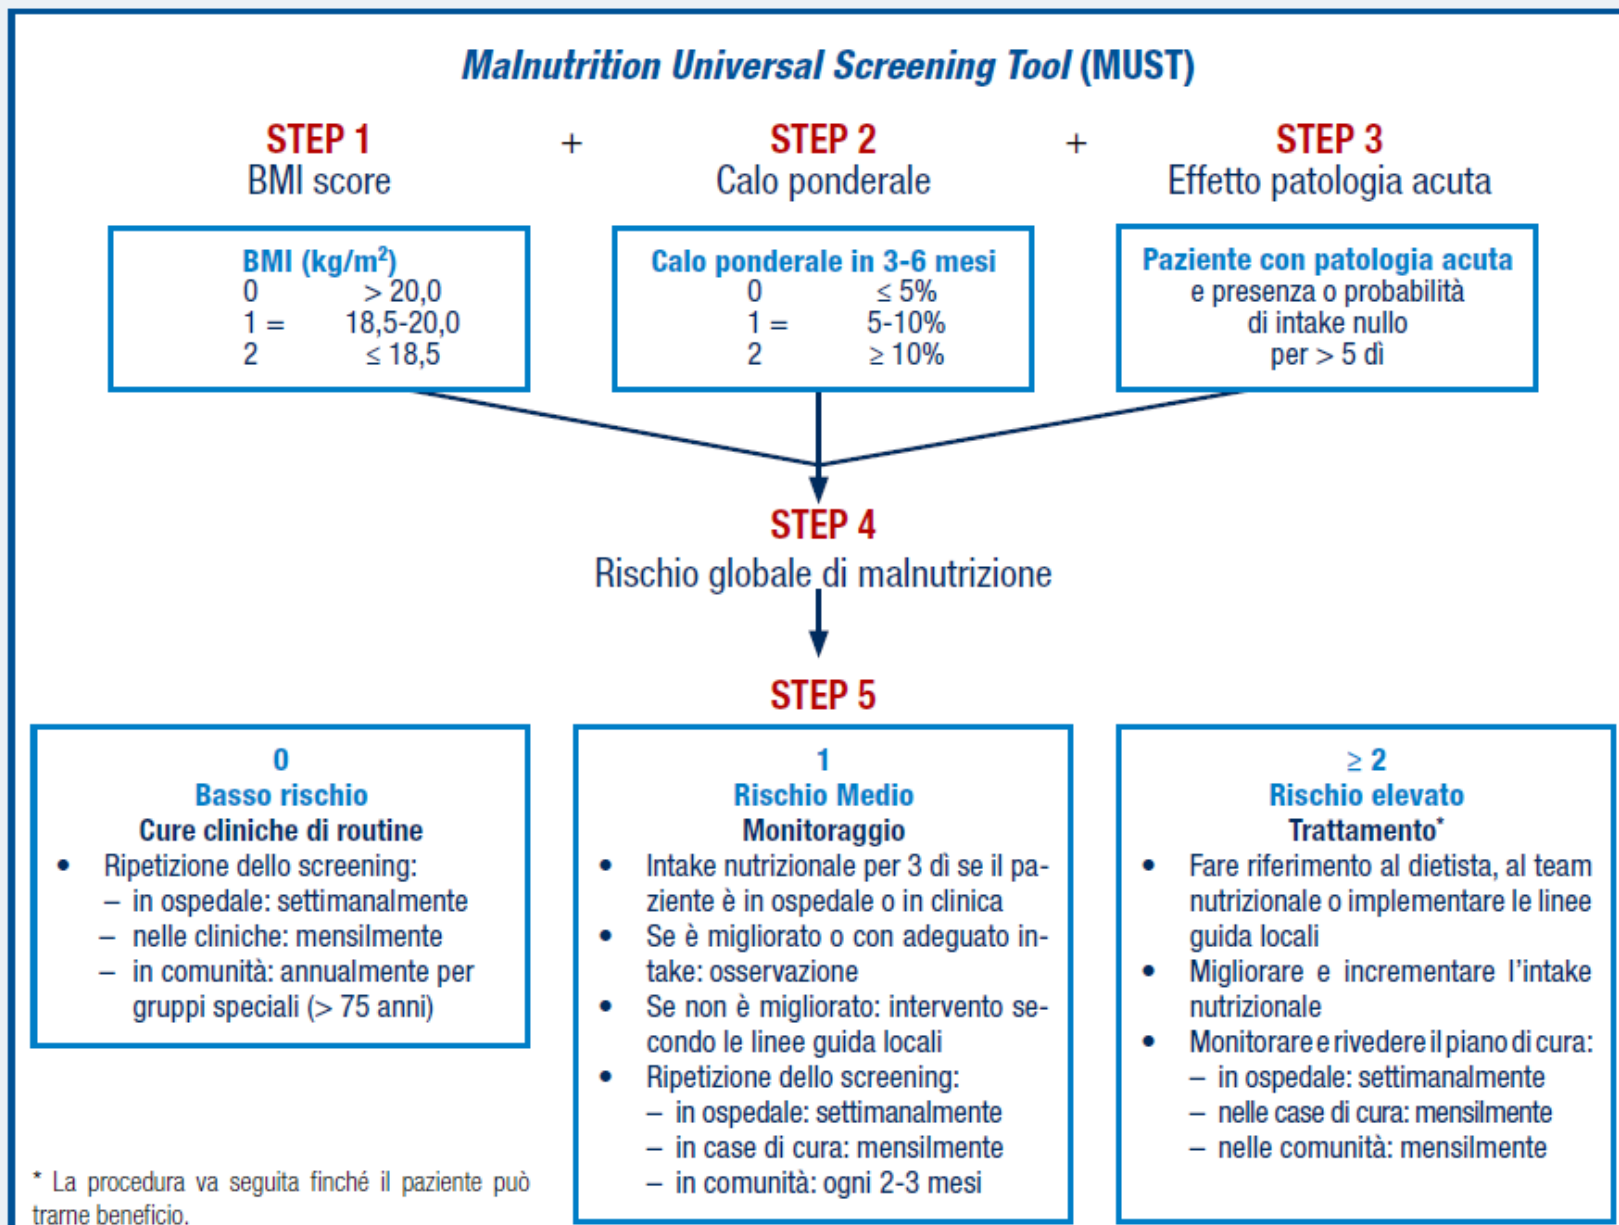 Malnutrition Universal Screening Tool (MUST)
STEP 1 + STEP 2 + STEP 3
BMI score
Calo ponderale
Effetto patologia acuta
BMI (kg/m²)
0 > 20,0
1 = 18,5-20,0
2 ≤ 18,5
Calo ponderale in 3-6 mesi
0 ≤ 5%
1 = 5-10%
2 ≥ 10%
Paziente con patologia acuta
e presenza o probabilità
di intake nullo
per > 5 dì
STEP 4
Rischio globale di malnutrizione
STEP 5
0
Basso rischio
Cure cliniche di routine
• Ripetizione dello screening:
– in ospedale: settimanalmente
– nelle cliniche: mensilmente
– in comunità: annualmente per
gruppi speciali (> 75 anni)
1
Rischio Medio
Monitoraggio
• Intake nutrizionale per 3 dì se il pa-
ziente è in ospedale o in clinica
• Se è migliorato o con adeguato in-
take: osservazione
• Se non è migliorato: intervento se-
condo le linee guida locali
• Ripetizione dello screening:
– in ospedale: settimanalmente
– in case di cura: mensilmente
– in comunità: ogni 2-3 mesi
≥ 2
Rischio elevato
Trattamento*
• Fare riferimento al dietista, al team
nutrizionale o implementare le linee
guida locali
• Migliorare e incrementare l'intake
nutrizionale
• Monitorare e rivedere il piano di cura:
– in ospedale: settimanalmente
– nelle case di cura: mensilmente
– nelle comunità: mensilmente
* La procedura va seguita finché il paziente può
trarne beneficio.